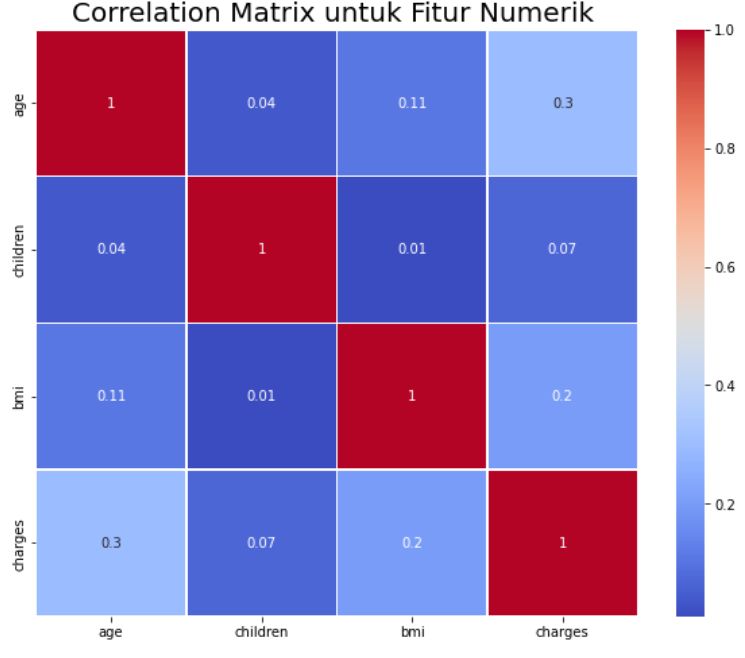 Correlation Matrix untuk Fitur Numerik
age 1 0.04 0.11 0.3
children 0.04 1 0.01 0.07
bmi 0.11 0.01 1 0.2
charges 0.3 0.07 0.2 1
age children bmi charges
1.0
0.8
0.6
0.4
0.2